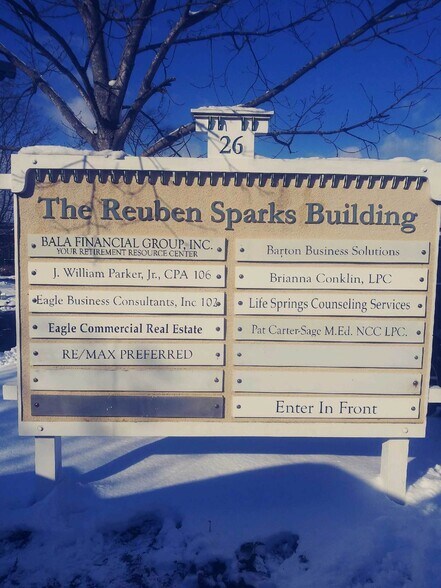 26
The Reuben Sparks Building
BALA FINANCIAL GROUP, INC.
YOUR RETIREMENT RESOURCE CENTER
J. William Parker, Jr., CPA 106
Eagle Business Consultants, Inc 102
Eagle Commercial Real Estate
RE/MAX PREFERRED
Barton Business Solutions
Brianna Conklin, LPC
Life Springs Counseling Services
Pat Carter-Sage M.Ed. NCC LPC.
Enter In Front